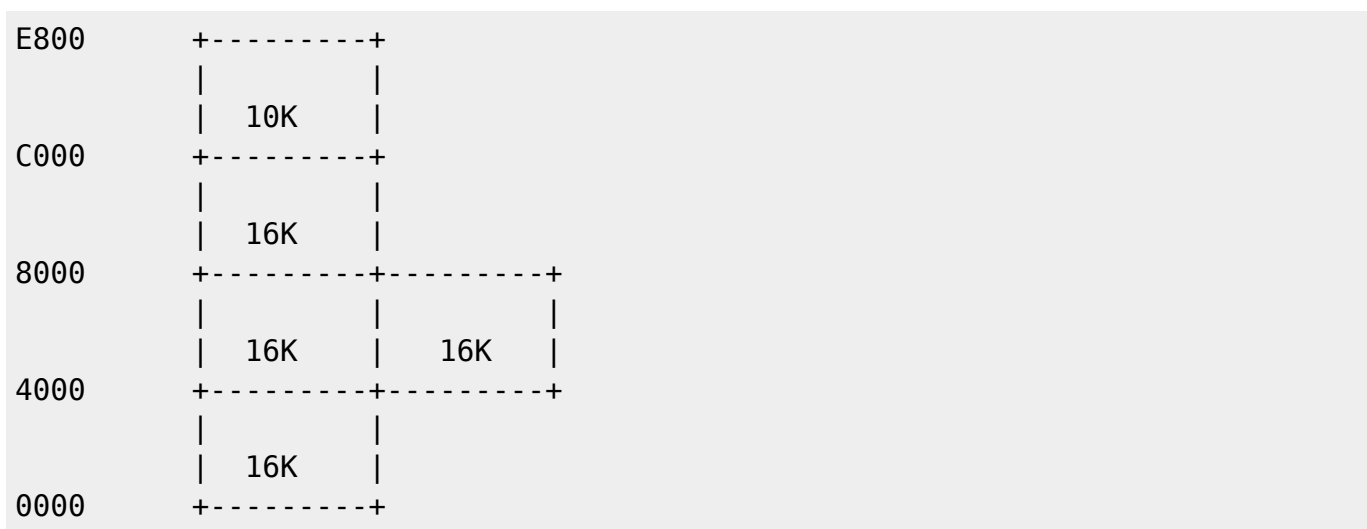 E800      +---------+
          |         |
          |  10K    |
C000      +---------+
          |         |
          |  16K    |
8000      +---------+---------+
          |         |         |
          |  16K    |   16K   |
4000      +---------+---------+
          |         |
          |  16K    |
0000      +---------+